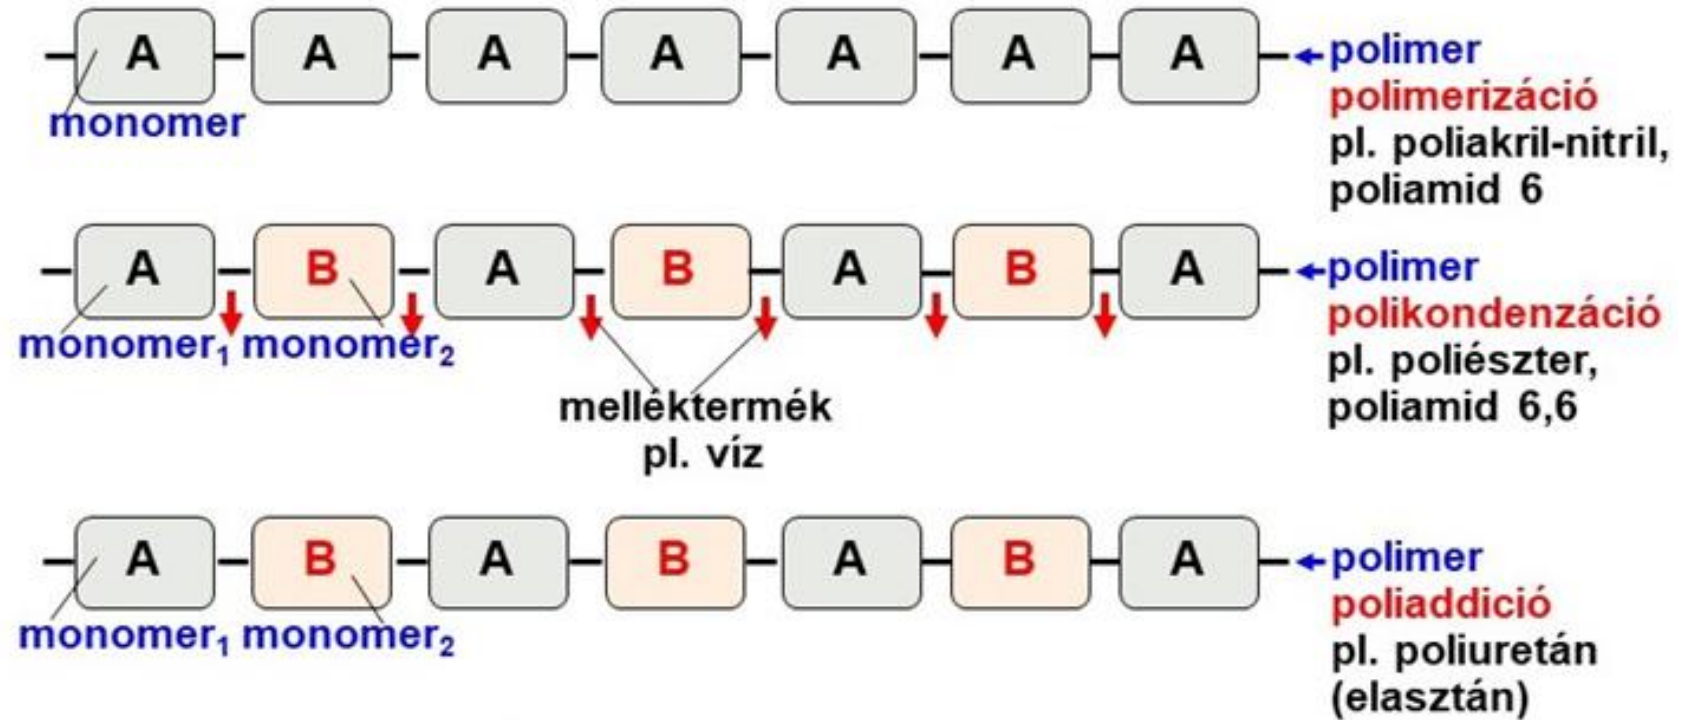 A A A A A A A
monomer
polimer
polimerizáció
pl. poliakril-nitril,
poliamid 6
A B A B A B A
monomer₁ monomer₂
melléktermék
pl. víz
polimer
polikondenzáció
pl. poliészter,
poliamid 6,6
A B A B A B A
monomer₁ monomer₂
polimer
poliaddició
pl. poliuretán
(elasztán)